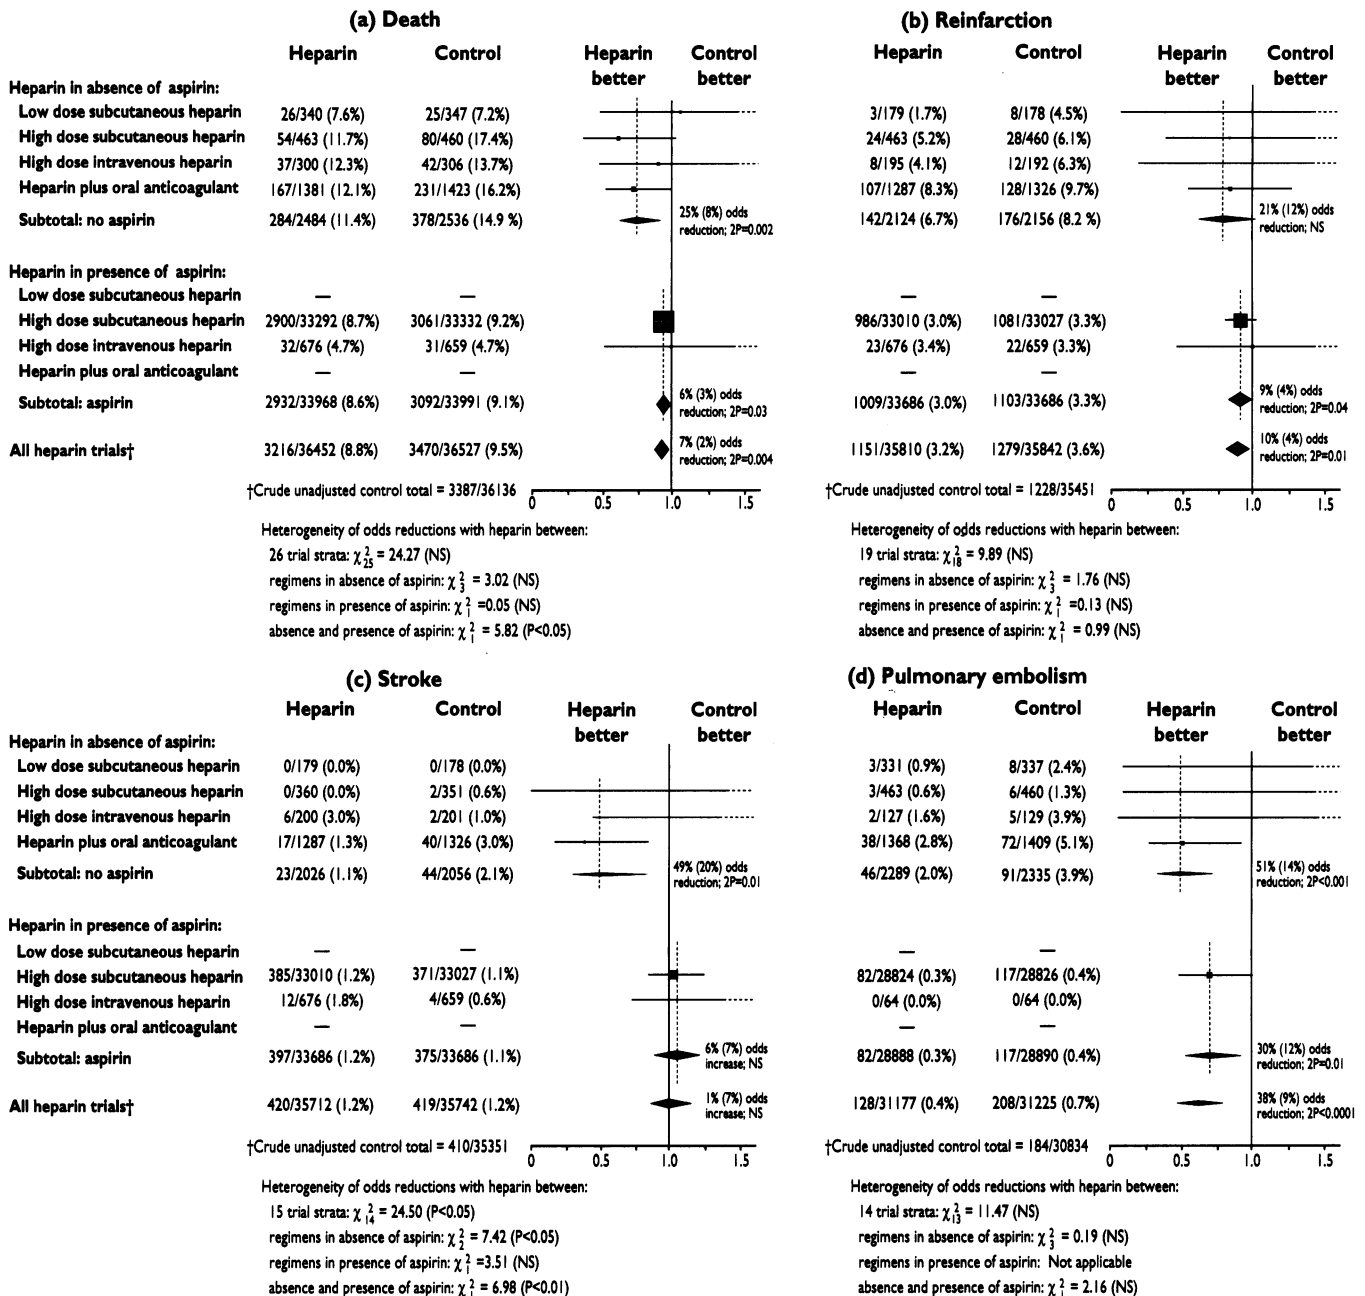 (a) Death
Heparin Control Heparin better Control better
Heparin in absence of aspirin:
Low dose subcutaneous heparin 26/340 (7.6%) 25/347 (7.2%)
High dose subcutaneous heparin 54/463 (11.7%) 80/460 (17.4%)
High dose intravenous heparin 37/300 (12.3%) 42/306 (13.7%)
Heparin plus oral anticoagulant 167/1381 (12.1%) 231/1423 (16.2%)
Subtotal: no aspirin 284/2484 (11.4%) 378/2536 (14.9 %) 25% (8%) odds reduction; 2P=0.002
Heparin in presence of aspirin:
Low dose subcutaneous heparin — —
High dose subcutaneous heparin 2900/33292 (8.7%) 3061/33332 (9.2%)
High dose intravenous heparin 32/676 (4.7%) 31/659 (4.7%)
Heparin plus oral anticoagulant — —
Subtotal: aspirin 2932/33968 (8.6%) 3092/33991 (9.1%) 6% (3%) odds reduction; 2P=0.03
All heparin trials† 3216/36452 (8.8%) 3470/36527 (9.5%) 7% (2%) odds reduction; 2P=0.004
†Crude unadjusted control total = 3387/36136
0 0.5 1.0 1.5
Heterogeneity of odds reductions with heparin between:
26 trial strata: χ²₂₅ = 24.27 (NS)
regimens in absence of aspirin: χ²₃ = 3.02 (NS)
regimens in presence of aspirin: χ²₁ =0.05 (NS)
absence and presence of aspirin: χ²₁ = 5.82 (P<0.05)
(b) Reinfarction
Heparin Control Heparin better Control better
3/179 (1.7%) 8/178 (4.5%)
24/463 (5.2%) 28/460 (6.1%)
8/195 (4.1%) 12/192 (6.3%)
107/1287 (8.3%) 128/1326 (9.7%)
142/2124 (6.7%) 176/2156 (8.2 %) 21% (12%) odds reduction; NS
— —
986/33010 (3.0%) 1081/33027 (3.3%)
23/676 (3.4%) 22/659 (3.3%)
— —
1009/33686 (3.0%) 1103/33686 (3.3%) 9% (4%) odds reduction; 2P=0.04
1151/35810 (3.2%) 1279/35842 (3.6%) 10% (4%) odds reduction; 2P=0.01
†Crude unadjusted control total = 1228/35451
0 0.5 1.0 1.5
Heterogeneity of odds reductions with heparin between:
19 trial strata: χ²₁₈ = 9.89 (NS)
regimens in absence of aspirin: χ²₃ = 1.76 (NS)
regimens in presence of aspirin: χ²₁ =0.13 (NS)
absence and presence of aspirin: χ²₁ = 0.99 (NS)
(c) Stroke
Heparin Control Heparin better Control better
Heparin in absence of aspirin:
Low dose subcutaneous heparin 0/179 (0.0%) 0/178 (0.0%)
High dose subcutaneous heparin 0/360 (0.0%) 2/351 (0.6%)
High dose intravenous heparin 6/200 (3.0%) 2/201 (1.0%)
Heparin plus oral anticoagulant 17/1287 (1.3%) 40/1326 (3.0%)
Subtotal: no aspirin 23/2026 (1.1%) 44/2056 (2.1%) 49% (20%) odds reduction; 2P=0.01
Heparin in presence of aspirin:
Low dose subcutaneous heparin — —
High dose subcutaneous heparin 385/33010 (1.2%) 371/33027 (1.1%)
High dose intravenous heparin 12/676 (1.8%) 4/659 (0.6%)
Heparin plus oral anticoagulant — —
Subtotal: aspirin 397/33686 (1.2%) 375/33686 (1.1%) 6% (7%) odds increase; NS
All heparin trials† 420/35712 (1.2%) 419/35742 (1.2%) 1% (7%) odds increase; NS
†Crude unadjusted control total = 410/35351
0 0.5 1.0 1.5
Heterogeneity of odds reductions with heparin between:
15 trial strata: χ²₁₄ = 24.50 (P<0.05)
regimens in absence of aspirin: χ²₂ = 7.42 (P<0.05)
regimens in presence of aspirin: χ²₁ =3.51 (NS)
absence and presence of aspirin: χ²₁ = 6.98 (P<0.01)
(d) Pulmonary embolism
Heparin Control Heparin better Control better
3/331 (0.9%) 8/337 (2.4%)
3/463 (0.6%) 6/460 (1.3%)
2/127 (1.6%) 5/129 (3.9%)
38/1368 (2.8%) 72/1409 (5.1%)
46/2289 (2.0%) 91/2335 (3.9%) 51% (14%) odds reduction; 2P<0.001
— —
82/28824 (0.3%) 117/28826 (0.4%)
0/64 (0.0%) 0/64 (0.0%)
— —
82/28888 (0.3%) 117/28890 (0.4%) 30% (12%) odds reduction; 2P=0.01
128/31177 (0.4%) 208/31225 (0.7%) 38% (9%) odds reduction; 2P<0.0001
†Crude unadjusted control total = 184/30834
0 0.5 1.0 1.5
Heterogeneity of odds reductions with heparin between:
14 trial strata: χ²₁₃ = 11.47 (NS)
regimens in absence of aspirin: χ²₃ = 0.19 (NS)
regimens in presence of aspirin: Not applicable
absence and presence of aspirin: χ²₁ = 2.16 (NS)